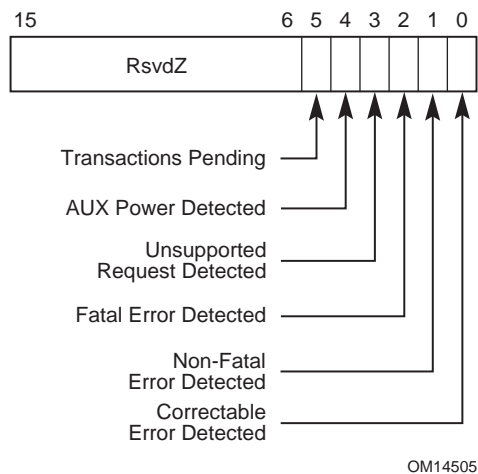 15 6 5 4 3 2 1 0
RsvdZ
Transactions Pending
AUX Power Detected
Unsupported
Request Detected
Fatal Error Detected
Non-Fatal
Error Detected
Correctable
Error Detected
OM14505